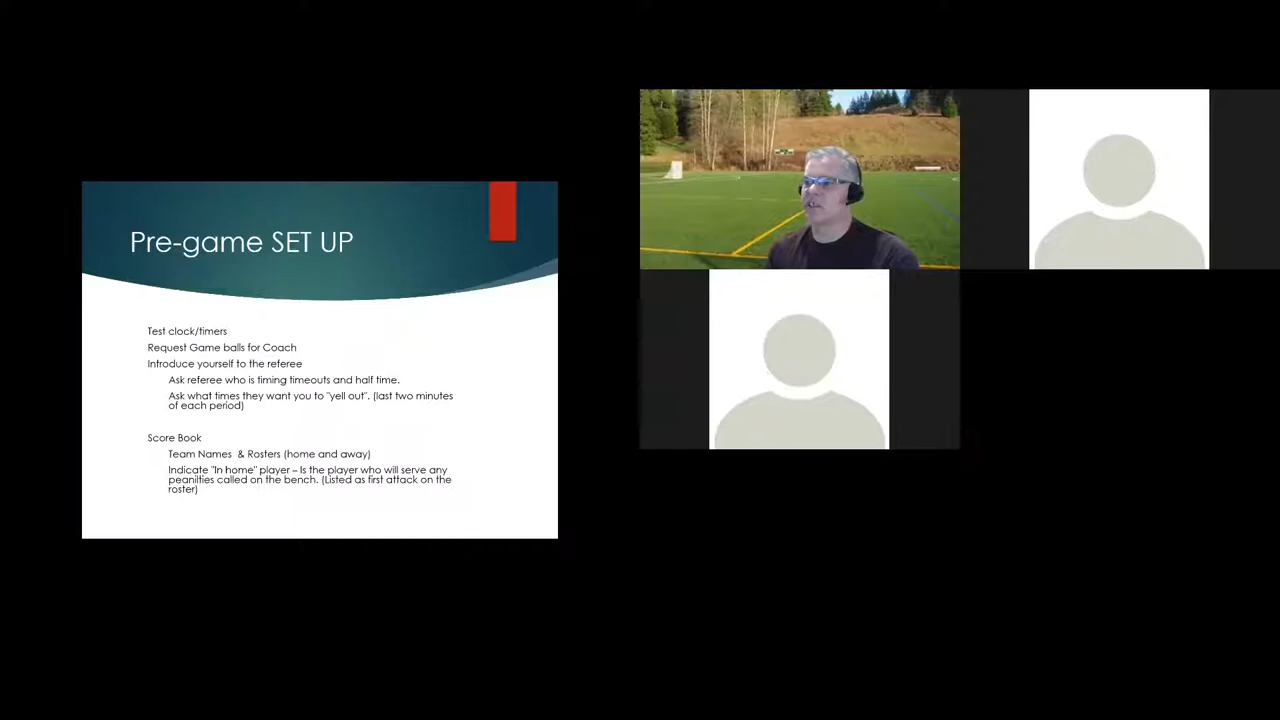 Pre-game SET UP
Test clock/timers
Request Game balls for Coach
Introduce yourself to the referee
Ask referee who is timing timeouts and half time.
Ask what times they want you to "yell out". (last two minutes
of each period)
Score Book
Team Names & Rosters (home and away)
Indicate "In home" player – Is the player who will serve any
peanilties called on the bench. (Listed as first attack on the
roster)